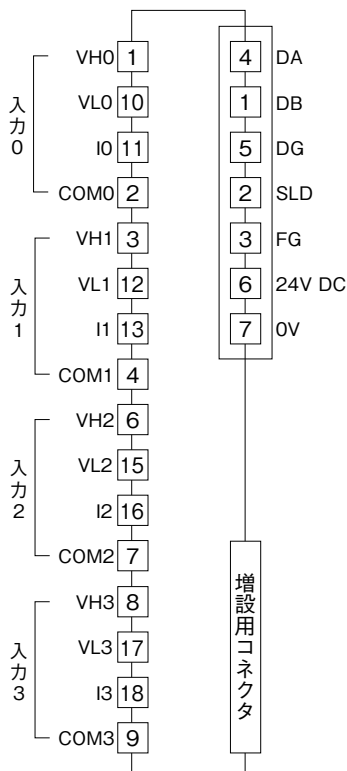 入力0
VH0 1
VL0 10
I0 11
COM0 2
入力1
VH1 3
VL1 12
I1 13
COM1 4
入力2
VH2 6
VL2 15
I2 16
COM2 7
入力3
VH3 8
VL3 17
I3 18
COM3 9
4 DA
1 DB
5 DG
2 SLD
3 FG
6 24V DC
7 0V
増設用コネクタ